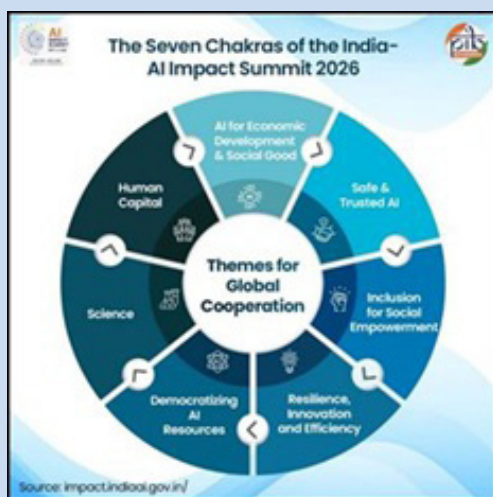 AI
The Seven Chakras of the India-
AI Impact Summit 2026
AI for Economic
Development
& Social Good
Safe &
Trusted AI
Inclusion
for Social
Empowerment
Resilience,
Innovation
and Efficiency
Democratizing
AI
Resources
Science
Human
Capital
Themes for
Global
Cooperation
Source: impact.indiaai.gov.in/